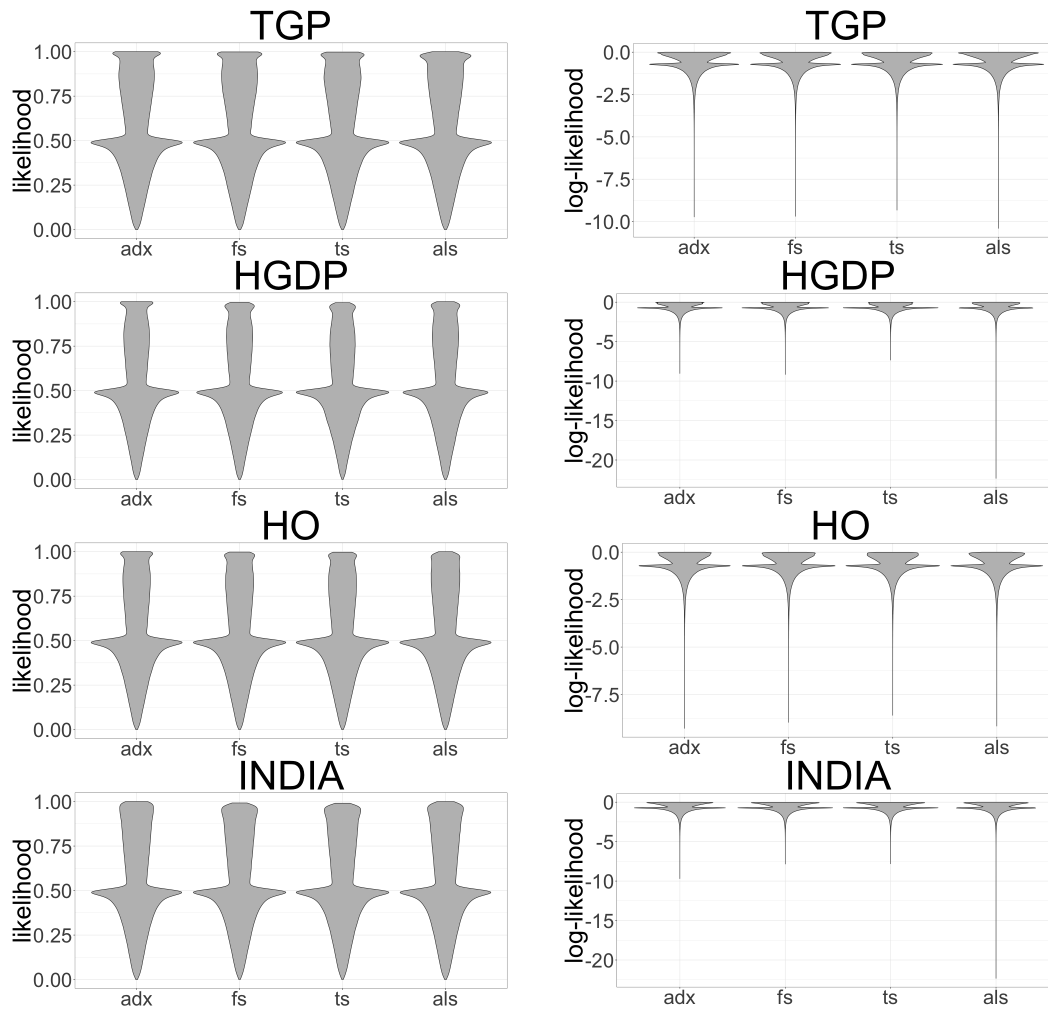 TGP
likelihood
1.00
0.75
0.50
0.25
0.00
adx fs ts als
TGP
log-likelihood
0.0
-2.5
-5.0
-7.5
-10.0
adx fs ts als
HGDP
likelihood
1.00
0.75
0.50
0.25
0.00
adx fs ts als
HGDP
log-likelihood
0
-5
-10
-15
-20
adx fs ts als
HO
likelihood
1.00
0.75
0.50
0.25
0.00
adx fs ts als
HO
log-likelihood
0.0
-2.5
-5.0
-7.5
adx fs ts als
INDIA
likelihood
1.00
0.75
0.50
0.25
0.00
adx fs ts als
INDIA
log-likelihood
0
-5
-10
-15
-20
adx fs ts als